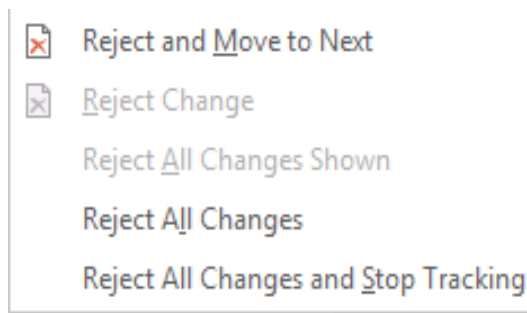 Reject and Move to Next
Reject Change
Reject All Changes Shown
Reject All Changes
Reject All Changes and Stop Tracking